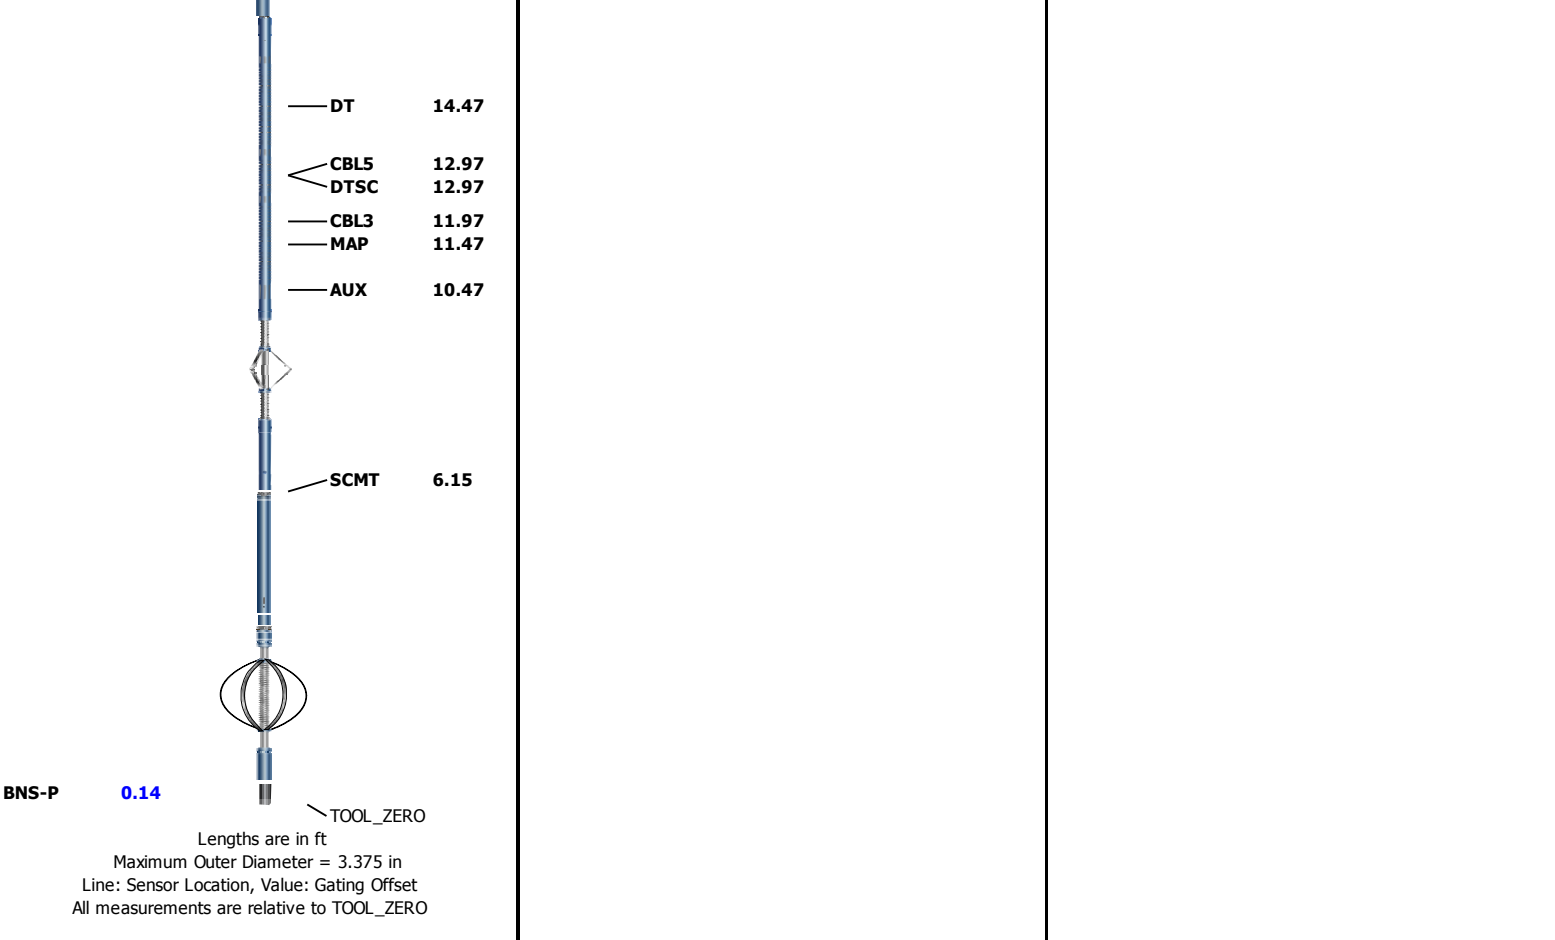 DT 14.47
CBL5 12.97
DTSC 12.97
CBL3 11.97
MAP 11.47
AUX 10.47
SCMT 6.15
BNS-P 0.14
TOOL_ZERO
Lengths are in ft
Maximum Outer Diameter = 3.375 in
Line: Sensor Location, Value: Gating Offset
All measurements are relative to TOOL_ZERO